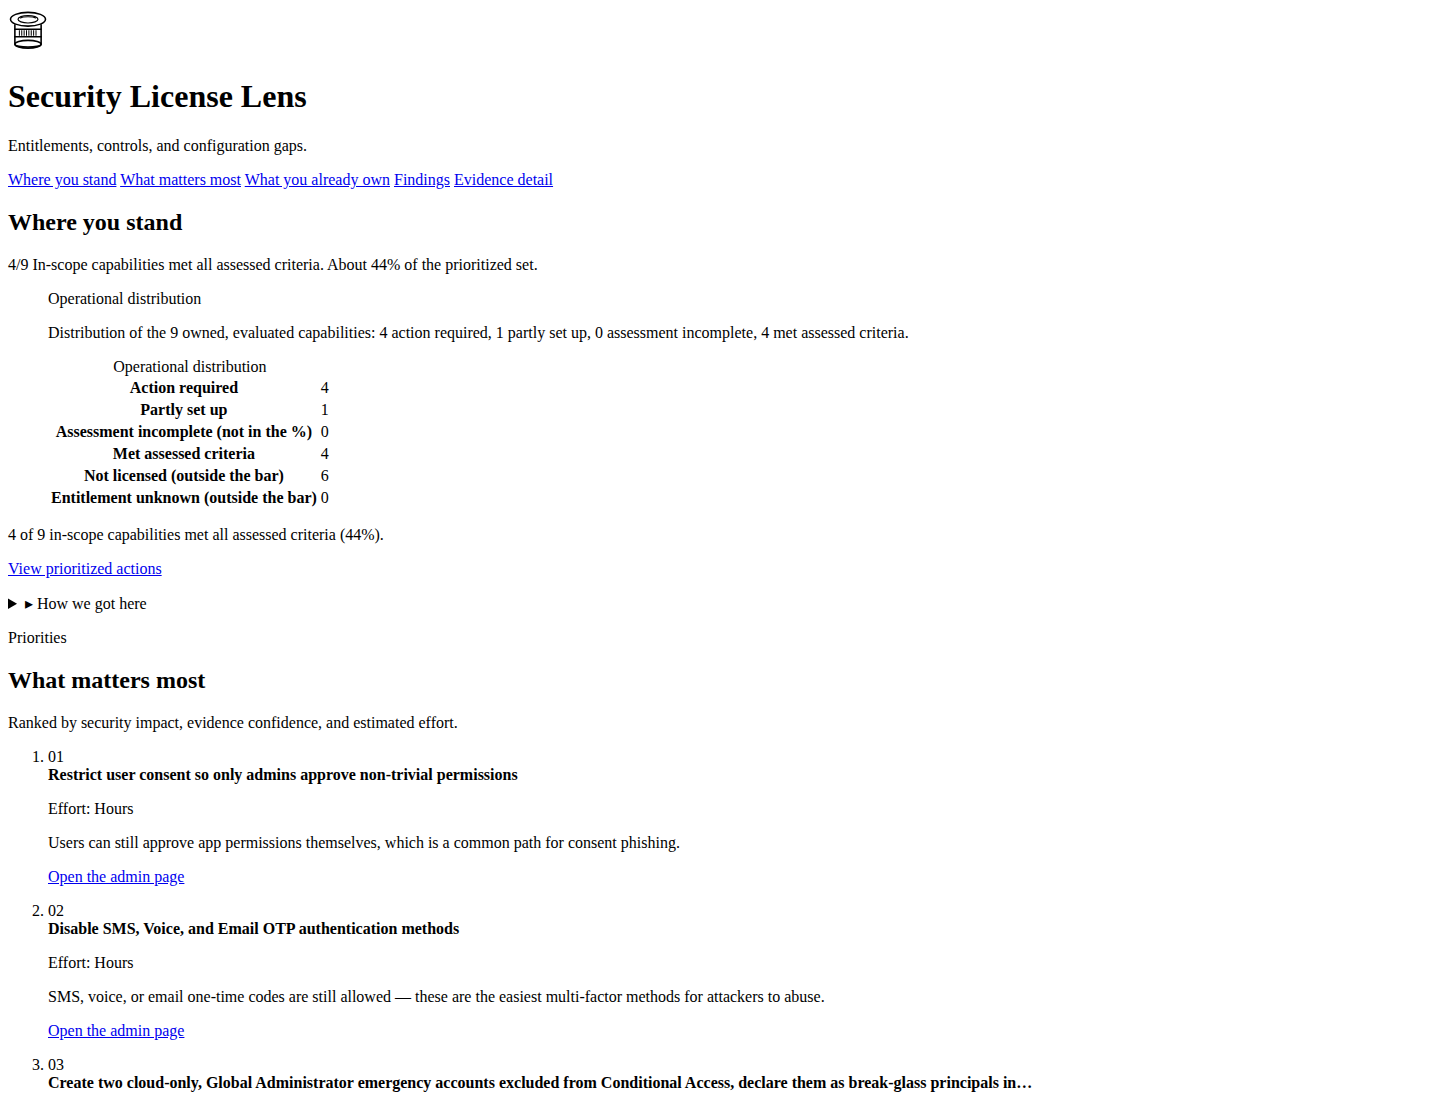 Security License Lens
Entitlements, controls, and configuration gaps.
Where you stand What matters most What you already own Findings Evidence detail
Where you stand
4/9 In-scope capabilities met all assessed criteria. About 44% of the prioritized set.
Operational distribution
Distribution of the 9 owned, evaluated capabilities: 4 action required, 1 partly set up, 0 assessment incomplete, 4 met assessed criteria.
Operational distribution
Action required 4
Partly set up 1
Assessment incomplete (not in the %) 0
Met assessed criteria 4
Not licensed (outside the bar) 6
Entitlement unknown (outside the bar) 0
4 of 9 in-scope capabilities met all assessed criteria (44%).
View prioritized actions
▸ How we got here
Priorities
What matters most
Ranked by security impact, evidence confidence, and estimated effort.
1. 01
Restrict user consent so only admins approve non-trivial permissions
Effort: Hours
Users can still approve app permissions themselves, which is a common path for consent phishing.
Open the admin page
2. 02
Disable SMS, Voice, and Email OTP authentication methods
Effort: Hours
SMS, voice, or email one-time codes are still allowed — these are the easiest multi-factor methods for attackers to abuse.
Open the admin page
3. 03
Create two cloud-only, Global Administrator emergency accounts excluded from Conditional Access, declare them as break-glass principals in…